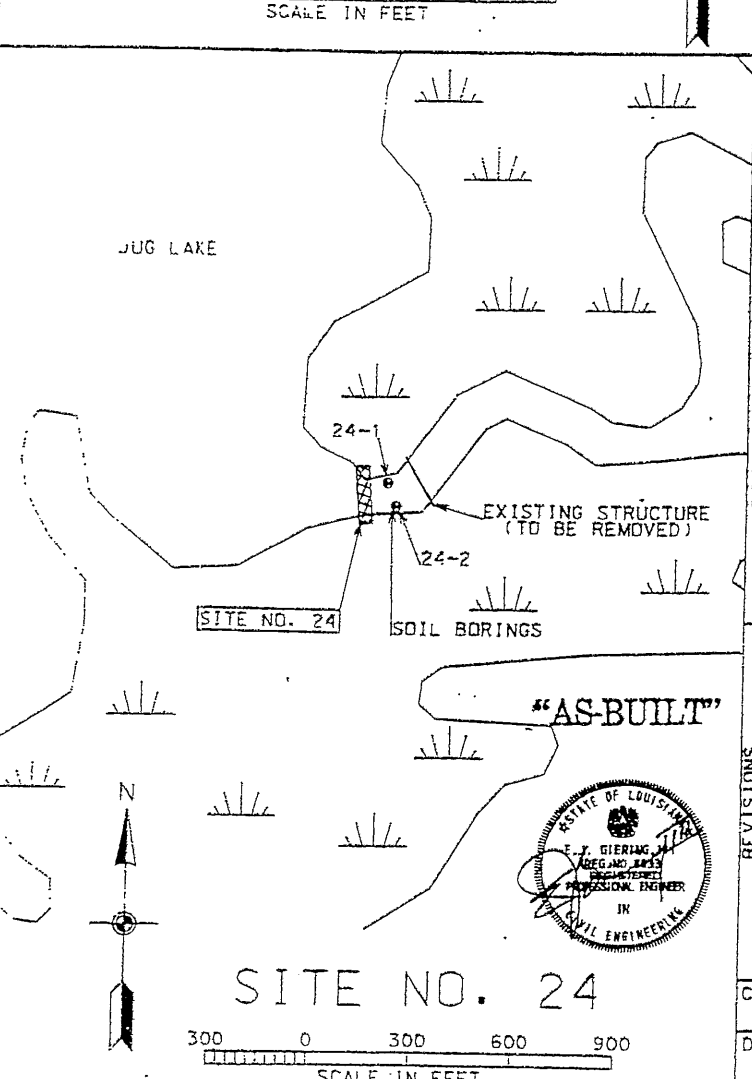 SCALE IN FEET
JUG LAKE
24-1
EXISTING STRUCTURE
(TO BE REMOVED)
24-2
SITE NO. 24
SOIL BORINGS
"AS-BUILT"
REVISIONS
N
STATE OF LOUISIANA
REGISTERED
PROFESSIONAL ENGINEER
IN
CIVIL ENGINEERING
SITE NO. 24
300 0 300 600 900
SCALE IN FEET